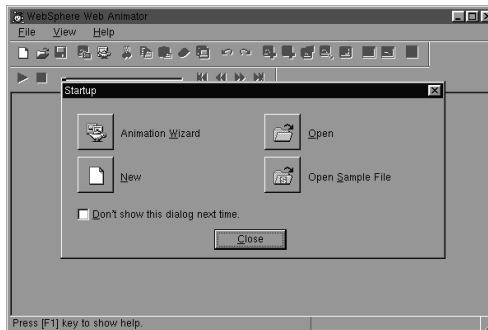 WebSphere Web Animator
File View Help
Startup
Animation Wizard
Open
New
Open Sample File
Don't show this dialog next time.
Close
Press [F1] key to show help.